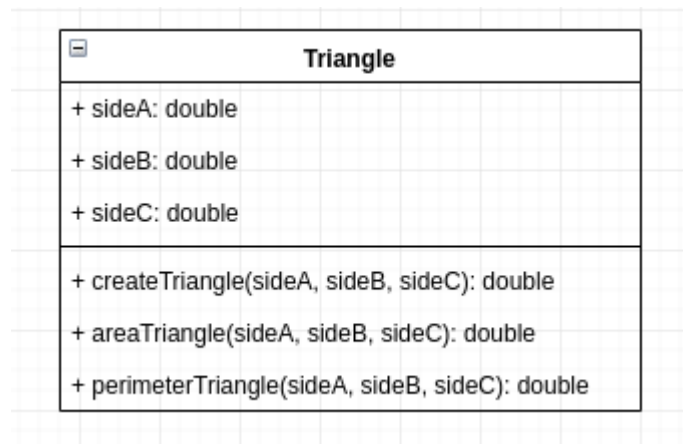 Triangle
+ sideA: double
+ sideB: double
+ sideC: double
+ createTriangle(sideA, sideB, sideC): double
+ areaTriangle(sideA, sideB, sideC): double
+ perimeterTriangle(sideA, sideB, sideC): double